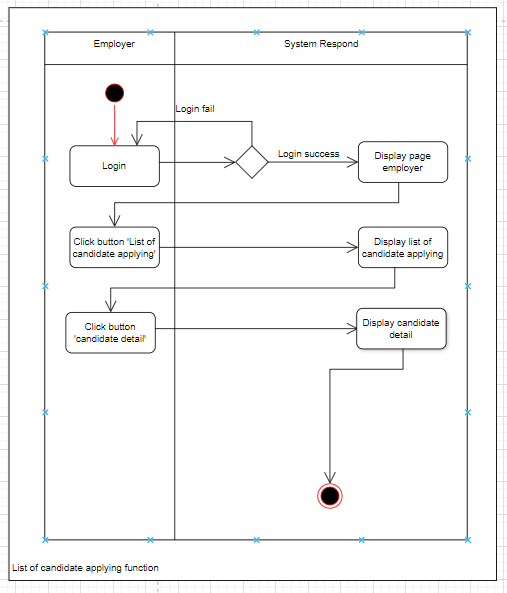 Employer
System Respond
Login fail
Login
Login success
Display page
employer
Click button 'List of
candidate applying'
Display list of
candidate applying
Click button
'candidate detail'
Display candidate
detail
List of candidate applying function